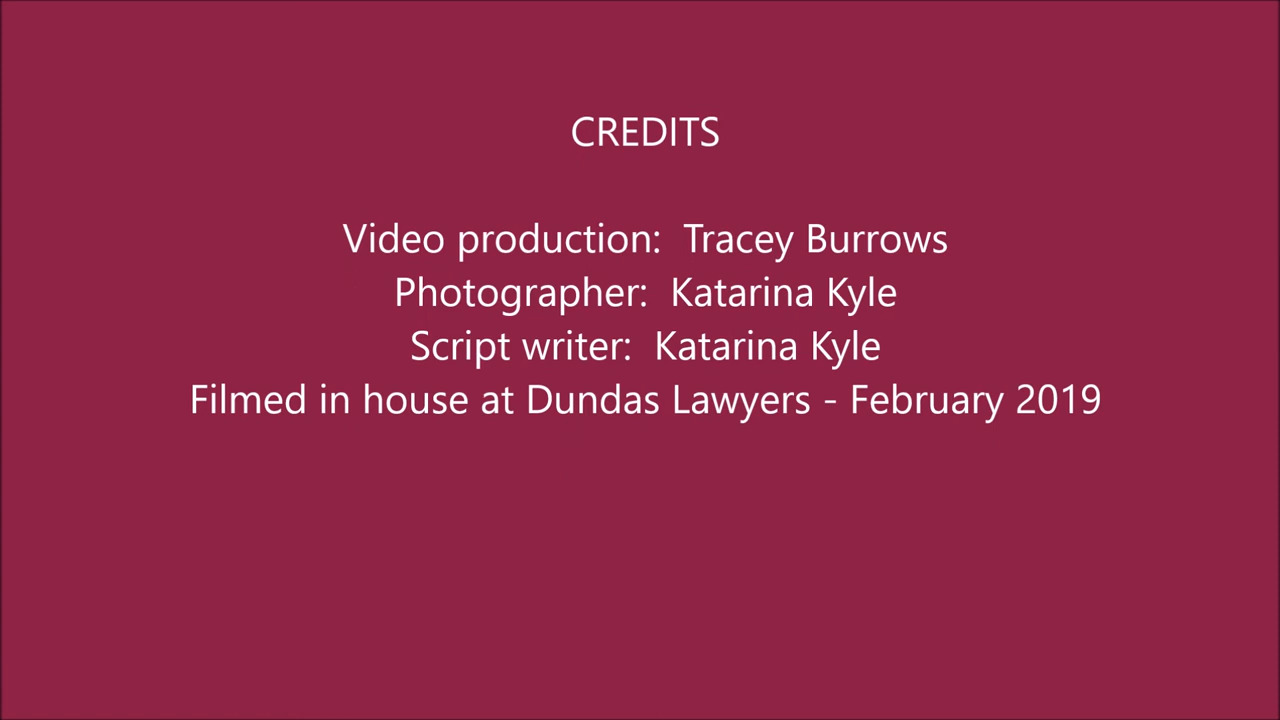 CREDITS
Video production:  Tracey Burrows
Photographer:  Katarina Kyle
Script writer:  Katarina Kyle
Filmed in house at Dundas Lawyers - February 2019